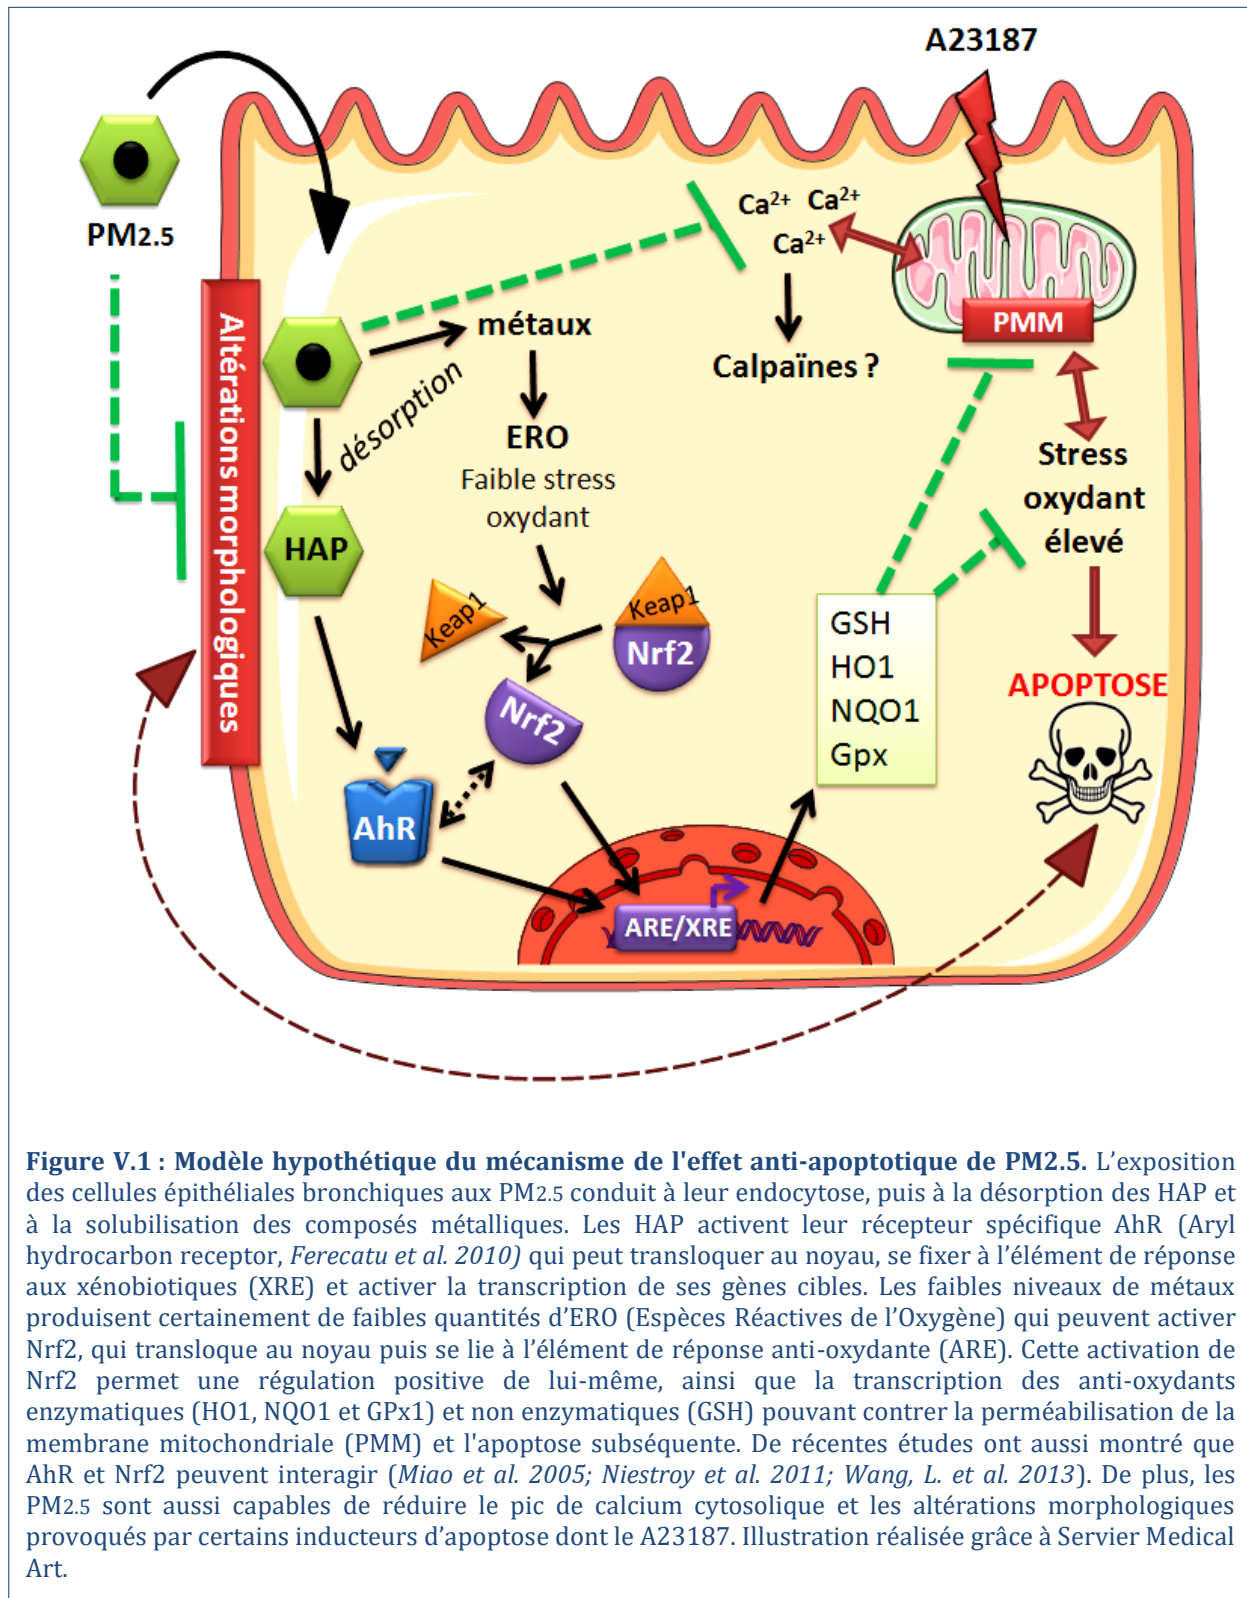 A23187
PM2.5
Ca2+ Ca2+
Ca2+
PMM
métaux
Calpaïnes ?
désorption
Altérations morphologiques
ERO
Faible stress
oxydant
Stress
oxydant
élevé
HAP
Keap1
Keap1
Nrf2
Nrf2
GSH
HO1
NQO1
Gpx
APOPTOSE
AhR
ARE/XRE
Figure V.1 : Modèle hypothétique du mécanisme de l'effet anti-apoptotique de PM2.5. L’exposition
des cellules épithéliales bronchiques aux PM2.5 conduit à leur endocytose, puis à la désorption des HAP et
à la solubilisation des composés métalliques. Les HAP activent leur récepteur spécifique AhR (Aryl
hydrocarbon receptor, Ferecatu et al. 2010) qui peut transloquer au noyau, se fixer à l’élément de réponse
aux xénobiotiques (XRE) et activer la transcription de ses gènes cibles. Les faibles niveaux de métaux
produisent certainement de faibles quantités d’ERO (Espèces Réactives de l’Oxygène) qui peuvent activer
Nrf2, qui transloque au noyau puis se lie à l’élément de réponse anti-oxydante (ARE). Cette activation de
Nrf2 permet une régulation positive de lui-même, ainsi que la transcription des anti-oxydants
enzymatiques (HO1, NQO1 et GPx1) et non enzymatiques (GSH) pouvant contrer la perméabilisation de la
membrane mitochondriale (PMM) et l'apoptose subséquente. De récentes études ont aussi montré que
AhR et Nrf2 peuvent interagir (Miao et al. 2005; Niestroy et al. 2011; Wang, L. et al. 2013). De plus, les
PM2.5 sont aussi capables de réduire le pic de calcium cytosolique et les altérations morphologiques
provoqués par certains inducteurs d’apoptose dont le A23187. Illustration réalisée grâce à Servier Medical
Art.